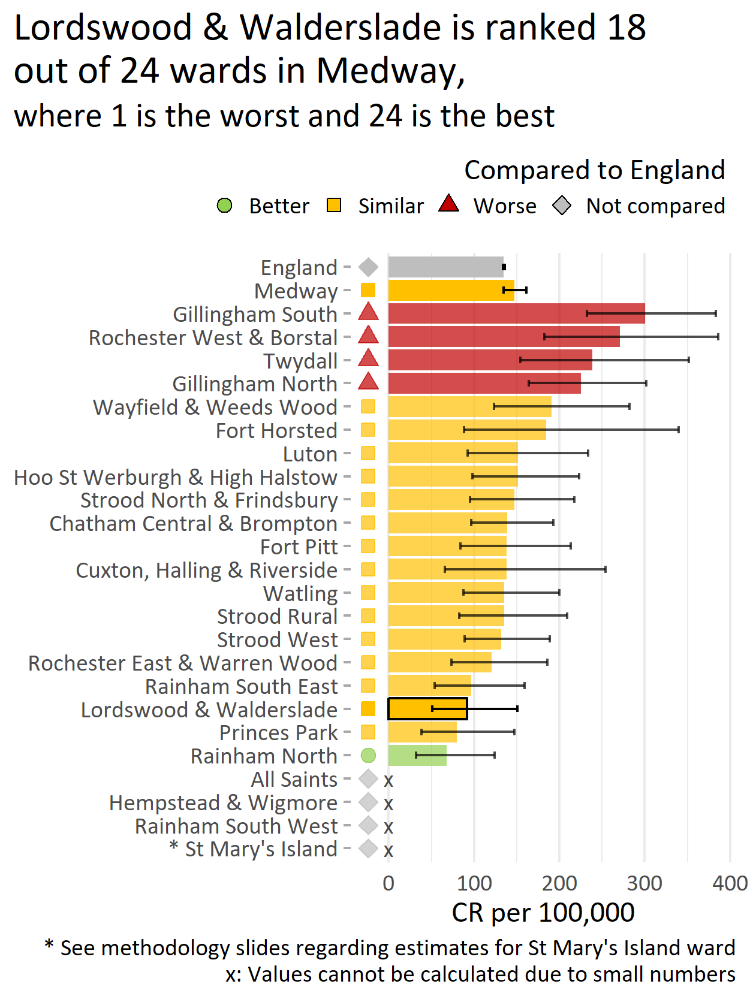 Lordswood & Walderslade is ranked 18
out of 24 wards in Medway,
where 1 is the worst and 24 is the best
Compared to England
Better Similar Worse Not compared
England
Medway
Gillingham South
Rochester West & Borstal
Twydall
Gillingham North
Wayfield & Weeds Wood
Fort Horsted
Luton
Hoo St Werburgh & High Halstow
Strood North & Frindsbury
Chatham Central & Brompton
Fort Pitt
Cuxton, Halling & Riverside
Watling
Strood Rural
Strood West
Rochester East & Warren Wood
Rainham South East
Lordswood & Walderslade
Princes Park
Rainham North
All Saints x
Hempstead & Wigmore x
Rainham South West x
* St Mary's Island x
0 100 200 300 400
CR per 100,000
* See methodology slides regarding estimates for St Mary's Island ward
x: Values cannot be calculated due to small numbers